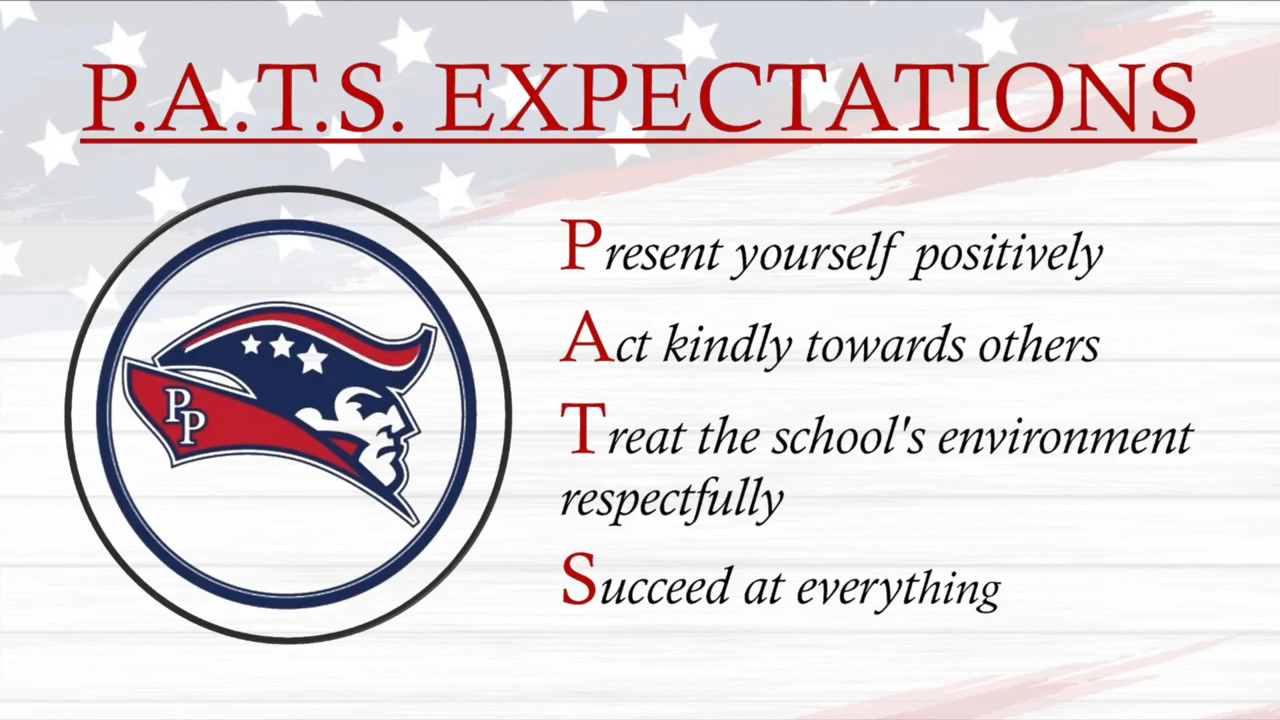 P.A.T.S. EXPECTATIONS
Present yourself positively
Act kindly towards others
Treat the school's environment
respectfully
Succeed at everything
PP